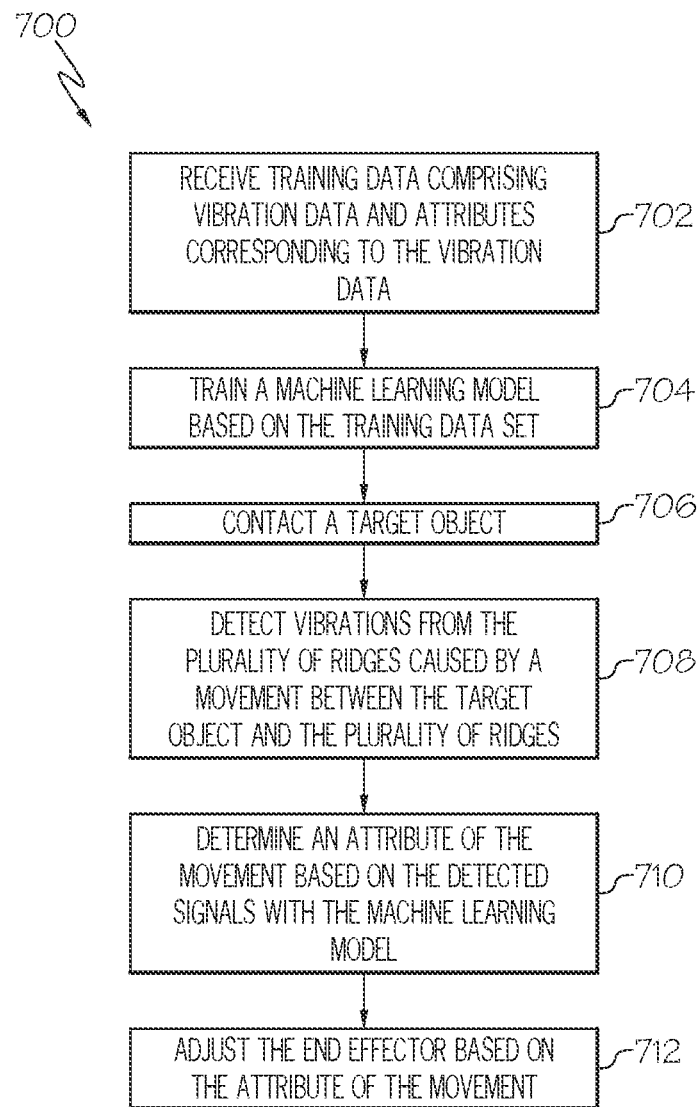 700
RECEIVE TRAINING DATA COMPRISING
VIBRATION DATA AND ATTRIBUTES
CORRESPONDING TO THE VIBRATION
DATA
702
TRAIN A MACHINE LEARNING MODEL
BASED ON THE TRAINING DATA SET
704
CONTACT A TARGET OBJECT
706
DETECT VIBRATIONS FROM THE
PLURALITY OF RIDGES CAUSED BY A
MOVEMENT BETWEEN THE TARGET
OBJECT AND THE PLURALITY OF RIDGES
708
DETERMINE AN ATTRIBUTE OF THE
MOVEMENT BASED ON THE DETECTED
SIGNALS WITH THE MACHINE LEARNING
MODEL
710
ADJUST THE END EFFECTOR BASED ON
THE ATTRIBUTE OF THE MOVEMENT
712